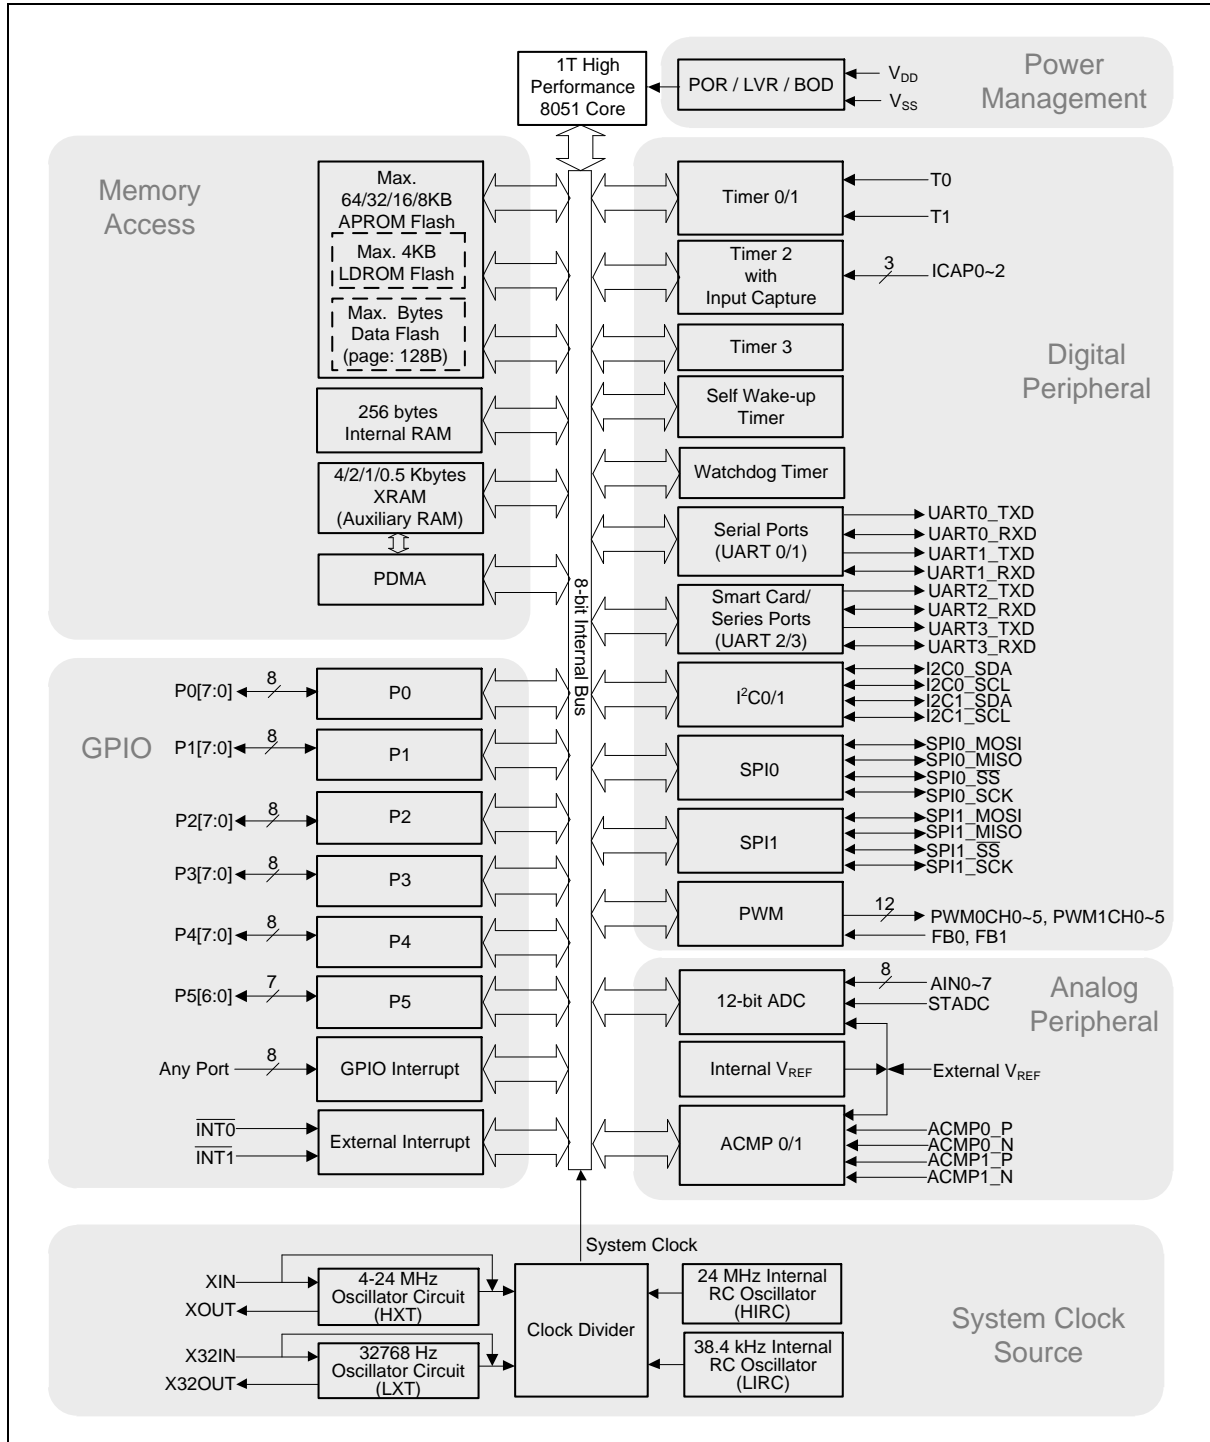 1T High
Performance
8051 Core
POR / LVR / BOD
VDD
VSS
Power
Management
Memory
Access
Max.
64/32/16/8KB
APROM Flash
Max. 4KB
LDROM Flash
Max. Bytes
Data Flash
(page: 128B)
256 bytes
Internal RAM
4/2/1/0.5 Kbytes
XRAM
(Auxiliary RAM)
PDMA
8-bit Internal Bus
Digital
Peripheral
Timer 0/1
T0
T1
Timer 2
with
Input Capture
3
ICAP0~2
Timer 3
Self Wake-up
Timer
Watchdog Timer
Serial Ports
(UART 0/1)
UART0_TXD
UART0_RXD
UART1_TXD
UART1_RXD
Smart Card/
Series Ports
(UART 2/3)
UART2_TXD
UART2_RXD
UART3_TXD
UART3_RXD
I²C0/1
I2C0_SDA
I2C0_SCL
I2C1_SDA
I2C1_SCL
SPI0
SPI0_MOSI
SPI0_MISO
SPI0_S̅S̅
SPI0_SCK
SPI1
SPI1_MOSI
SPI1_MISO
SPI1_S̅S̅
SPI1_SCK
PWM
12
PWM0CH0~5, PWM1CH0~5
FB0, FB1
GPIO
P0[7:0]
8
P0
P1[7:0]
8
P1
P2[7:0]
8
P2
P3[7:0]
8
P3
P4[7:0]
8
P4
P5[6:0]
7
P5
Any Port
8
GPIO Interrupt
I̅N̅T̅0̅
I̅N̅T̅1̅
External Interrupt
Analog
Peripheral
12-bit ADC
8
AIN0~7
STADC
Internal VREF
External VREF
ACMP 0/1
ACMP0_P
ACMP0_N
ACMP1_P
ACMP1_N
System Clock
XIN
XOUT
4-24 MHz
Oscillator Circuit
(HXT)
X32IN
X32OUT
32768 Hz
Oscillator Circuit
(LXT)
Clock Divider
24 MHz Internal
RC Oscillator
(HIRC)
38.4 kHz Internal
RC Oscillator
(LIRC)
System Clock
Source